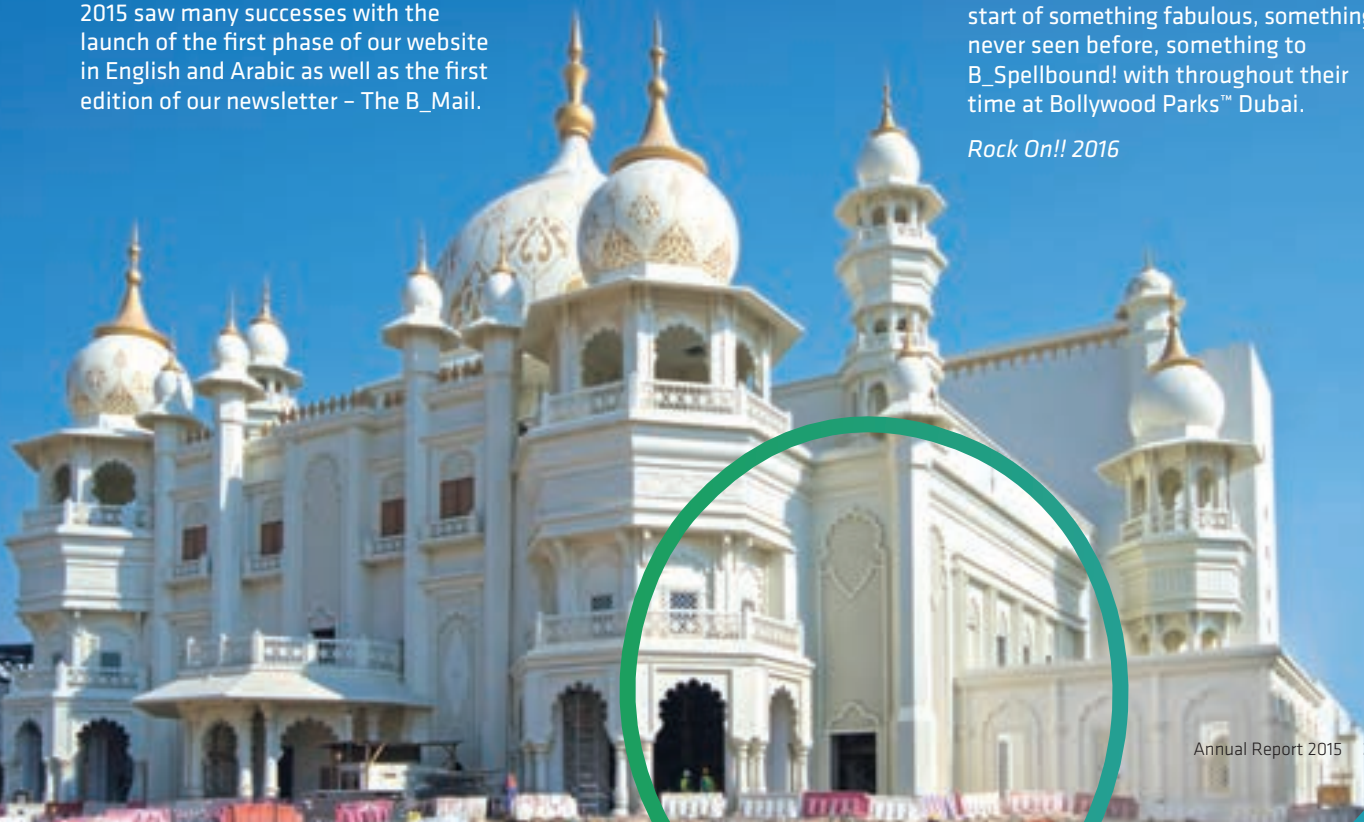 2015 saw many successes with the
launch of the first phase of our website
in English and Arabic as well as the first
edition of our newsletter – The B_Mail.
start of something fabulous, something
never seen before, something to
B_Spellbound! with throughout their
time at Bollywood Parks™ Dubai.
Rock On!! 2016
Annual Report 2015